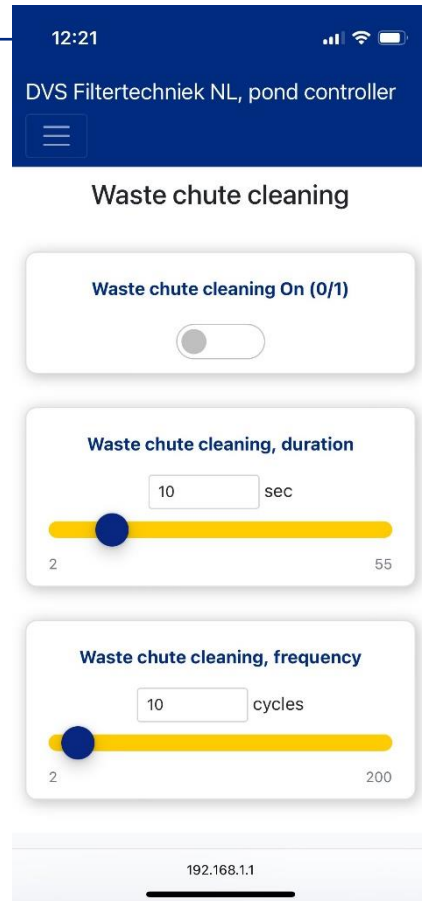 12:21
DVS Filtertechniek NL, pond controller
Waste chute cleaning
Waste chute cleaning On (0/1)
Waste chute cleaning, duration
10 sec
2 55
Waste chute cleaning, frequency
10 cycles
2 200
192.168.1.1